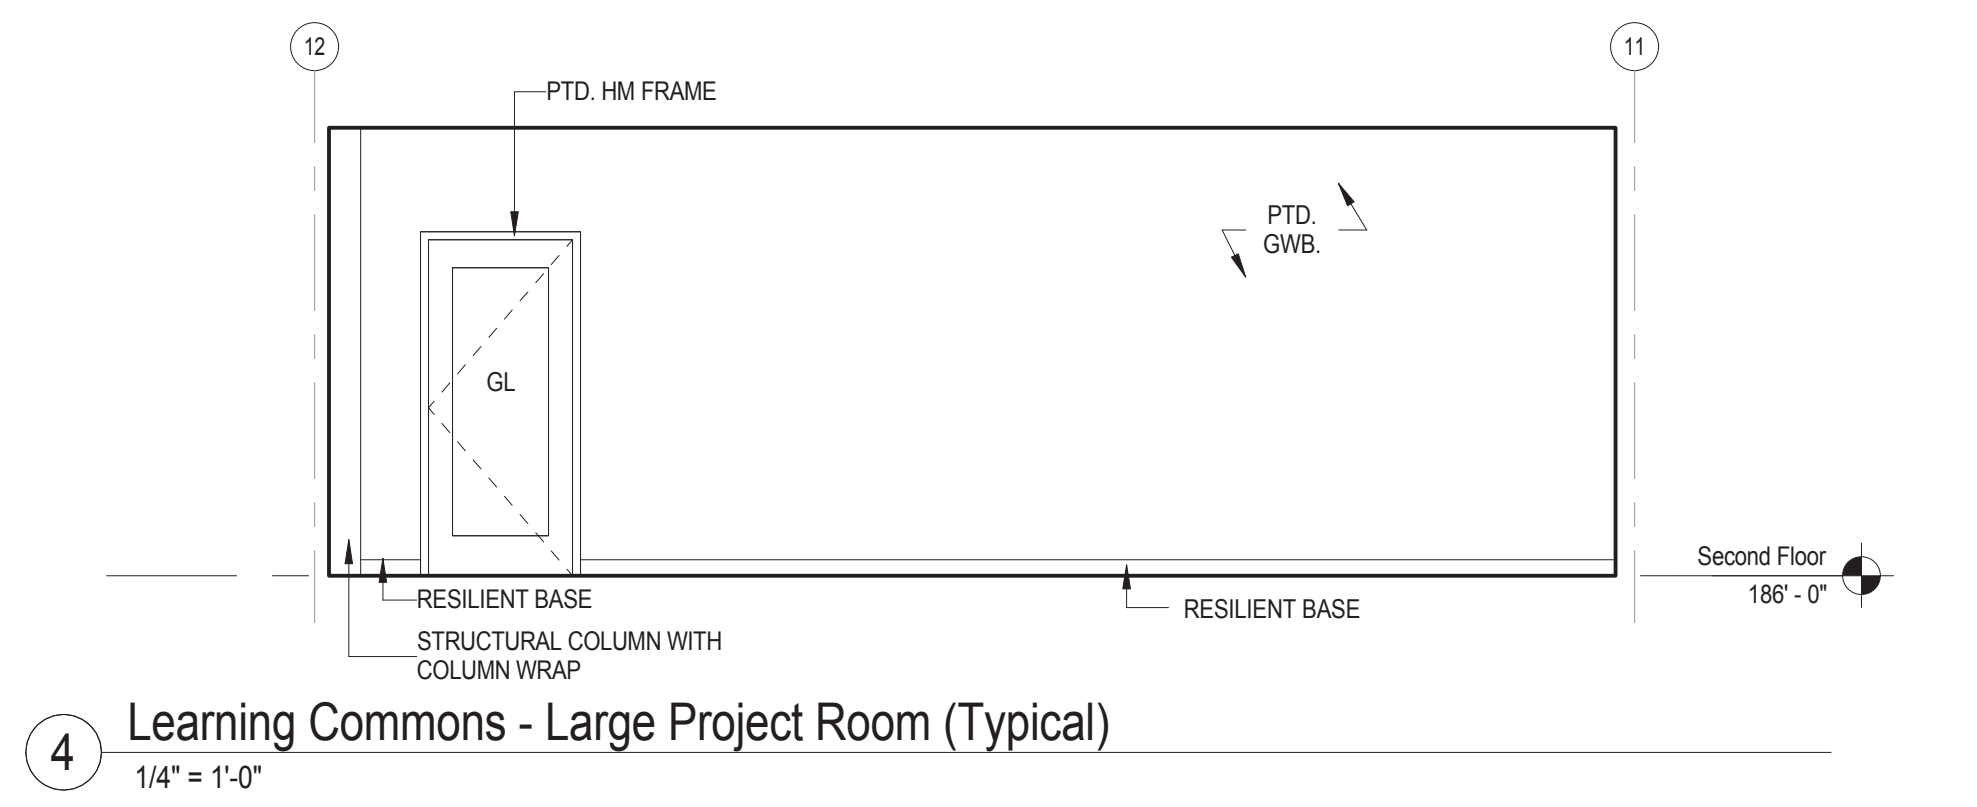 12
11
PTD. HM FRAME
PTD.
GWB.
GL
Second Floor
186' - 0"
RESILIENT BASE
RESILIENT BASE
STRUCTURAL COLUMN WITH
COLUMN WRAP
4
Learning Commons - Large Project Room (Typical)
1/4" = 1'-0"